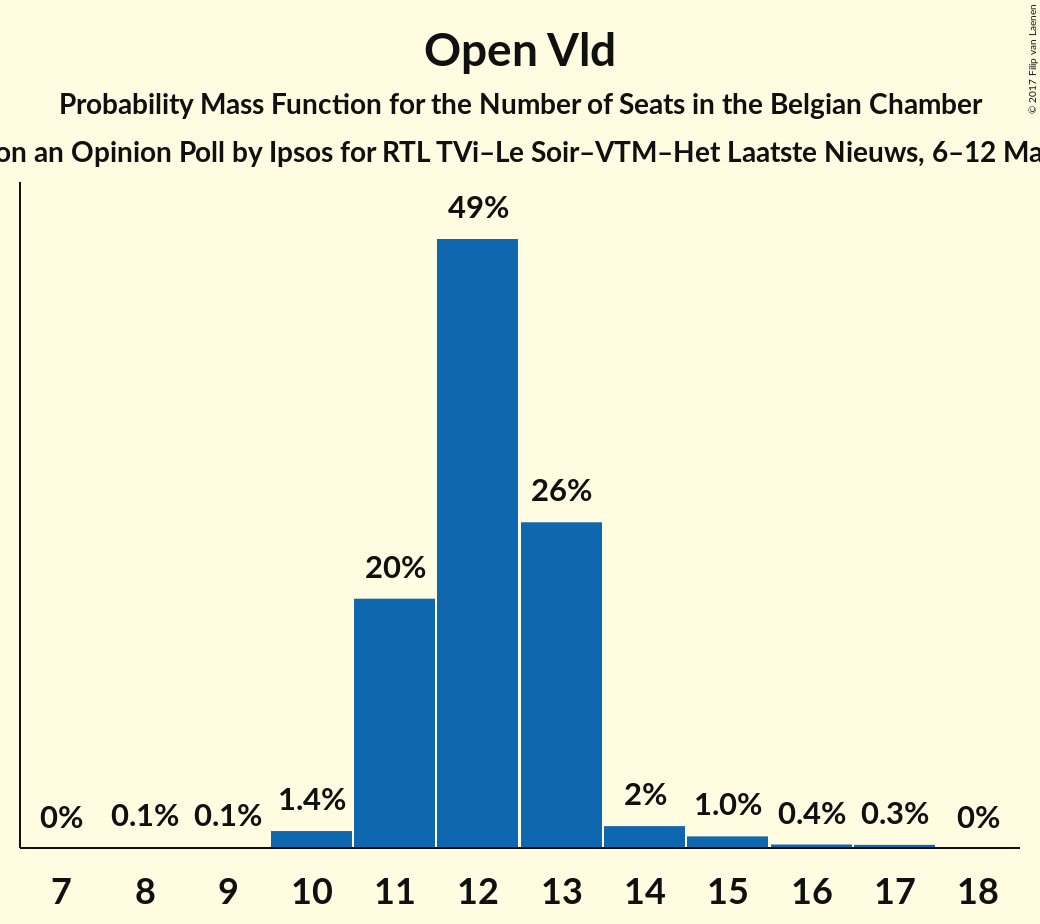 Open Vld
Probability Mass Function for the Number of Seats in the Belgian Chamber
on an Opinion Poll by Ipsos for RTL TVi–Le Soir–VTM–Het Laatste Nieuws, 6–12 Ma
© 2017 Filip van Laenen
0% 0.1% 0.1% 1.4% 20% 49% 26% 2% 1.0% 0.4% 0.3% 0%
7 8 9 10 11 12 13 14 15 16 17 18